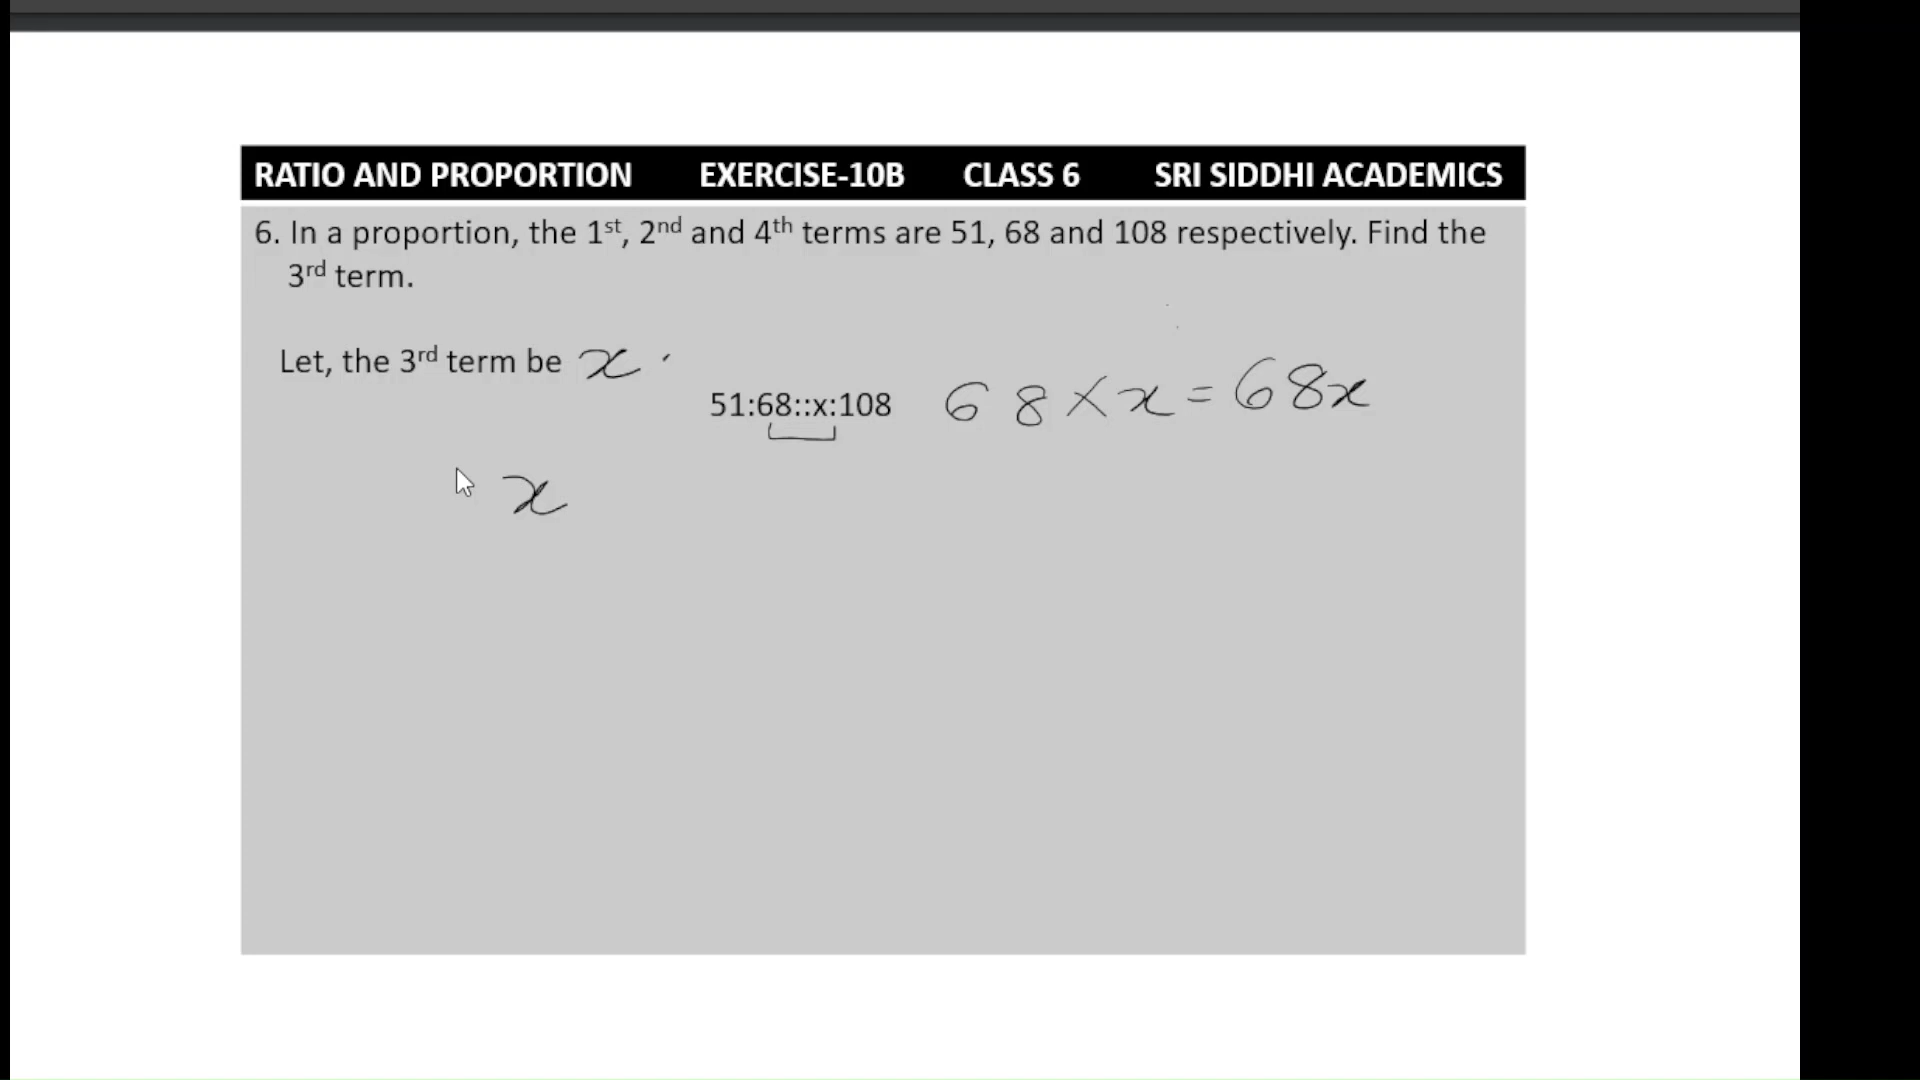 RATIO AND PROPORTION EXERCISE-10B CLASS 6 SRI SIDDHI ACADEMICS
6. In a proportion, the 1st, 2nd and 4th terms are 51, 68 and 108 respectively. Find the
3rd term.
Let, the 3rd term be x.
51:68::x:108 68 × x = 68x
x